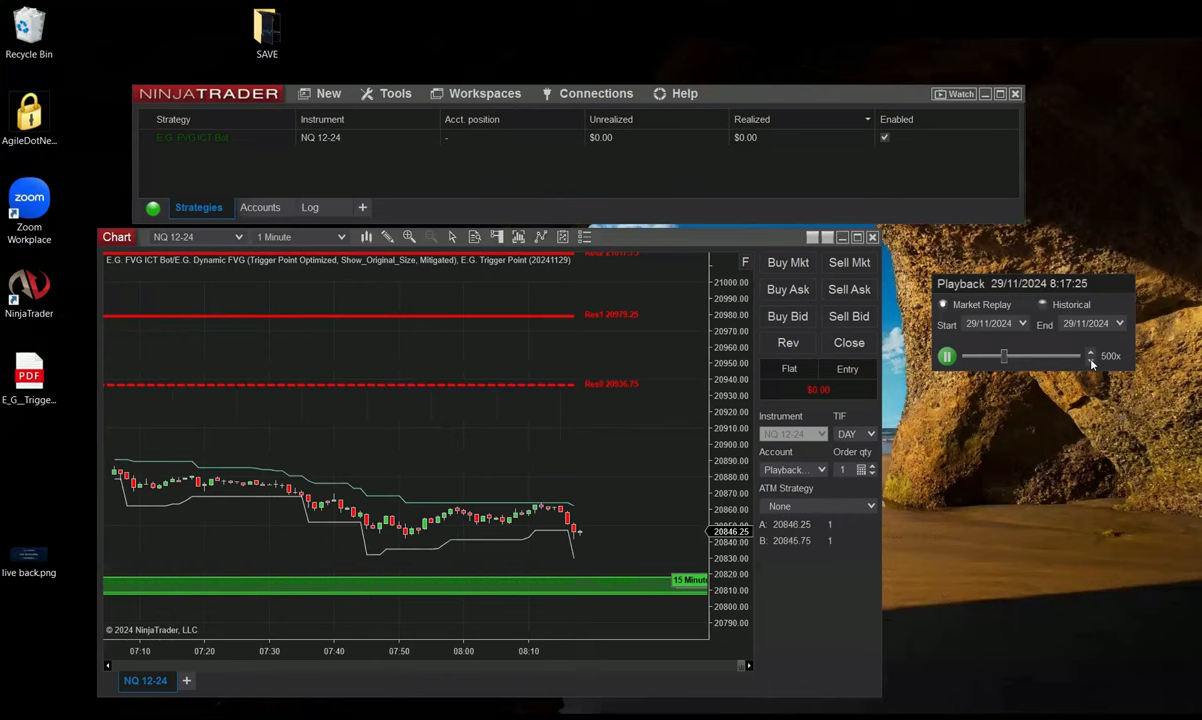 Recycle Bin
SAVE
AgileDotNe...
Zoom
Workplace
NinjaTrader
PDF
E_G__Trigge...
zoom
live back.png
NINJATRADER New Tools Workspaces Connections Help Watch
Strategy Instrument Acct. position Unrealized Realized Enabled
E.G. FVG ICT Bot NQ 12-24 - $0.00 $0.00
Strategies Accounts Log +
Chart NQ 12-24 1 Minute
E.G. FVG ICT Bot/E.G. Dynamic FVG (Trigger Point Optimized, Show_Original_Size, Mitigated), E.G. Trigger Point (20241129)
F
Res1 20979.25
Res0 20936.75
15 Minut
21000.00
20990.00
20980.00
20970.00
20960.00
20950.00
20940.00
20930.00
20920.00
20910.00
20900.00
20890.00
20880.00
20870.00
20860.00
20846.25
20840.00
20830.00
20820.00
20810.00
20800.00
20790.00
© 2024 NinjaTrader, LLC
07:10 07:20 07:30 07:40 07:50 08:00 08:10
NQ 12-24 +
Buy Mkt Sell Mkt
Buy Ask Sell Ask
Buy Bid Sell Bid
Rev Close
Flat Entry
$0.00
Instrument TIF
NQ 12-24 DAY
Account Order qty
Playback... 1
ATM Strategy
None
A: 20846.25 1
B: 20845.75 1
Playback 29/11/2024 8:17:25
Market Replay Historical
Start 29/11/2024 End 29/11/2024
500x